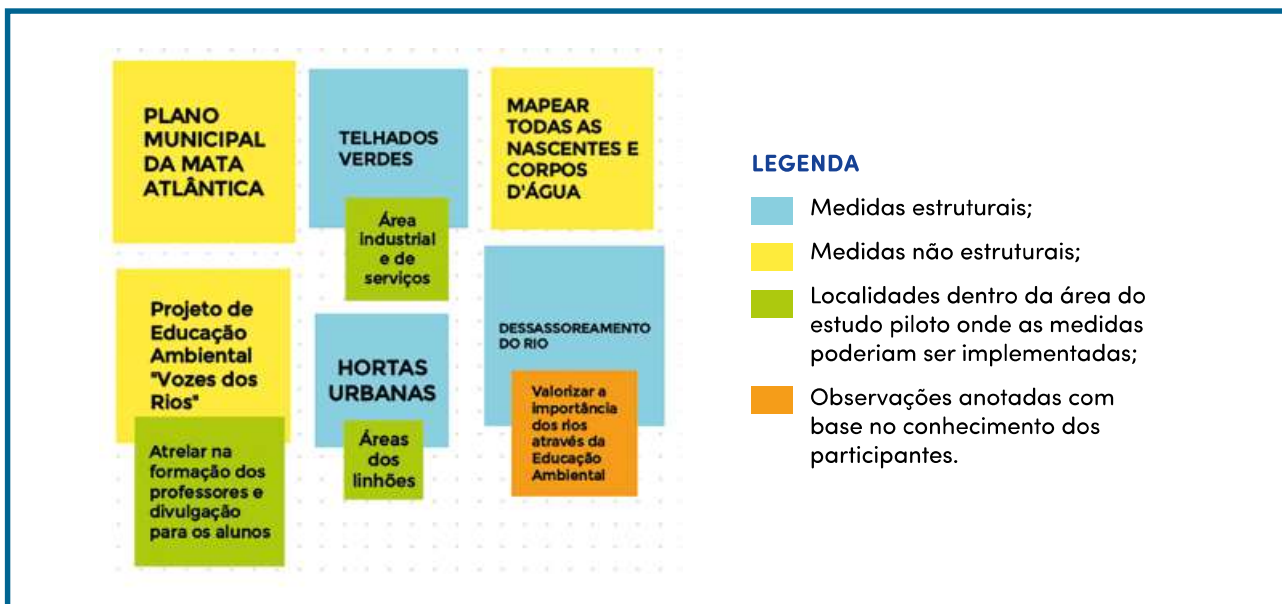 PLANO
MUNICIPAL
DA MATA
ATLÂNTICA
TELHADOS
VERDES
Área
industrial
e de
serviços
MAPEAR
TODAS AS
NASCENTES E
CORPOS
D'ÁGUA
Projeto de
Educação
Ambiental
"Vozes dos
Rios"
Atrelar na
formação dos
professores e
divulgação
para os alunos
HORTAS
URBANAS
Áreas
dos
linhões
DESSASSOREAMENTO
DO RIO
Valorizar a
importância
dos rios
através da
Educação
Ambiental
LEGENDA
Medidas estruturais;
Medidas não estruturais;
Localidades dentro da área do
estudo piloto onde as medidas
poderiam ser implementadas;
Observações anotadas com
base no conhecimento dos
participantes.